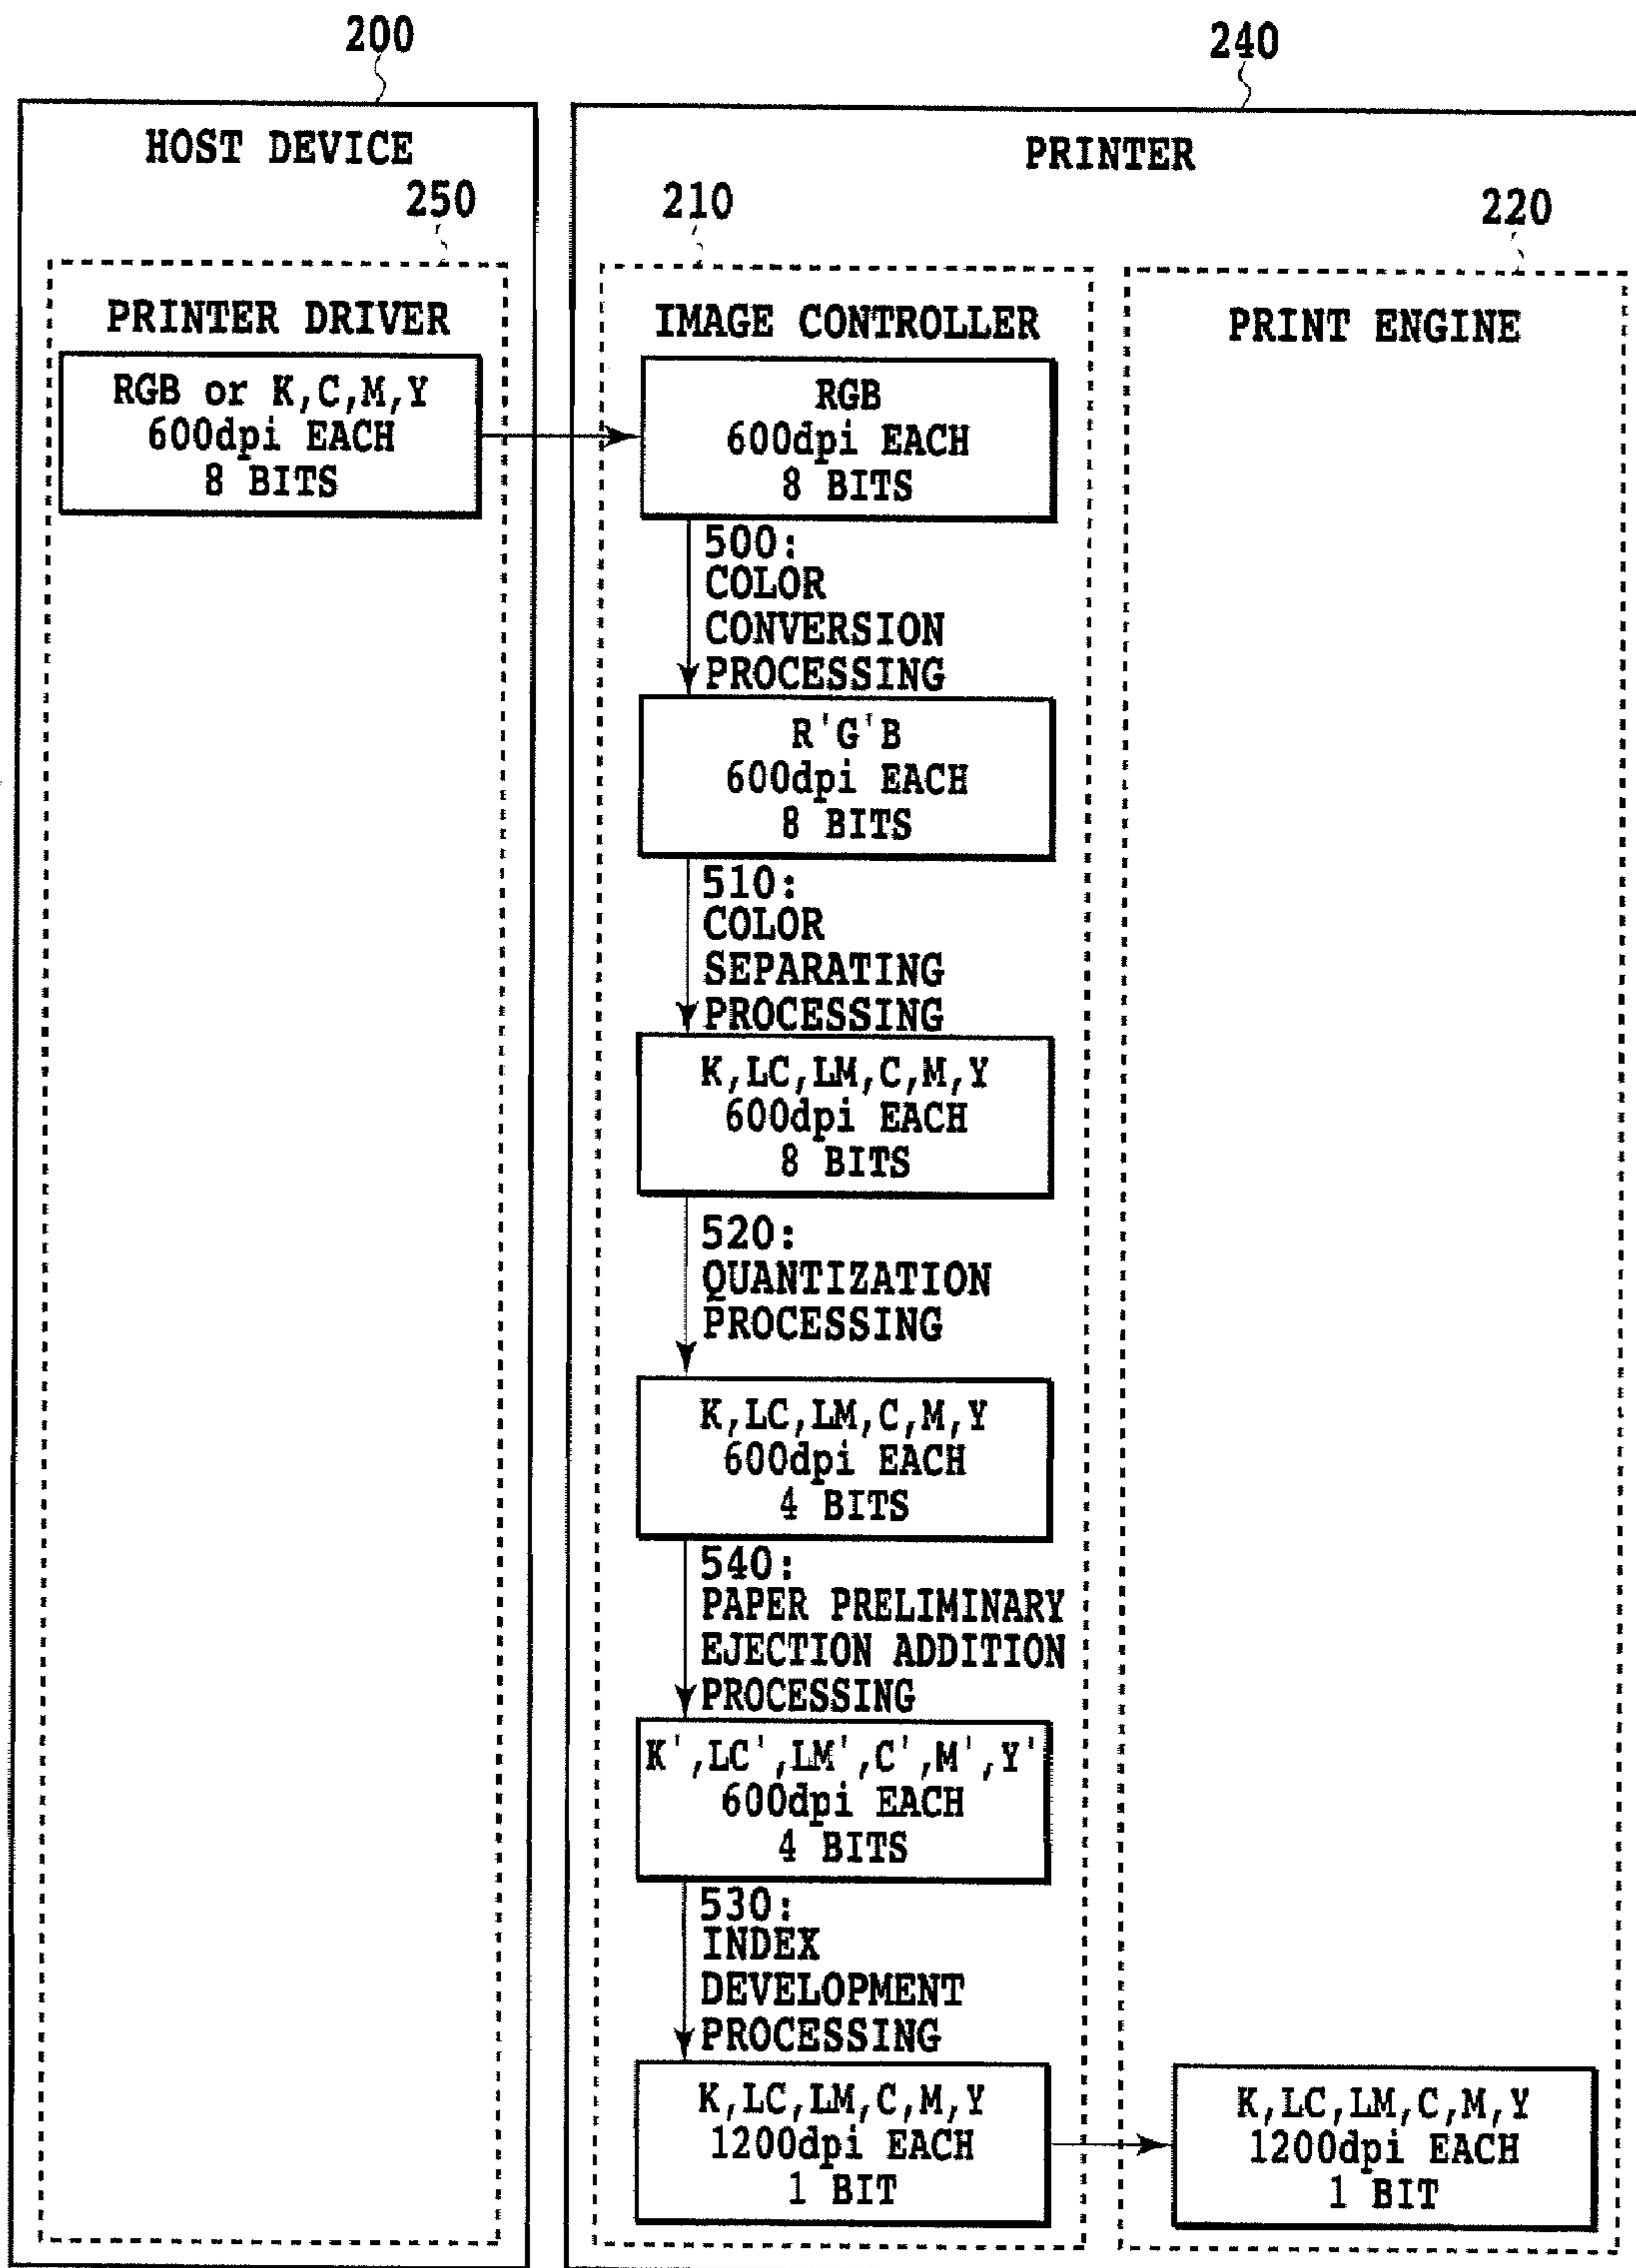 200
240
HOST DEVICE
PRINTER
250
210
220
PRINTER DRIVER
IMAGE CONTROLLER
PRINT ENGINE
RGB or K,C,M,Y
600dpi EACH
8 BITS
RGB
600dpi EACH
8 BITS
500:
COLOR
CONVERSION
PROCESSING
R'G'B
600dpi EACH
8 BITS
510:
COLOR
SEPARATING
PROCESSING
K,LC,LM,C,M,Y
600dpi EACH
8 BITS
520:
QUANTIZATION
PROCESSING
K,LC,LM,C,M,Y
600dpi EACH
4 BITS
540:
PAPER PRELIMINARY
EJECTION ADDITION
PROCESSING
K',LC',LM',C',M',Y'
600dpi EACH
4 BITS
530:
INDEX
DEVELOPMENT
PROCESSING
K,LC,LM,C,M,Y
1200dpi EACH
1 BIT
K,LC,LM,C,M,Y
1200dpi EACH
1 BIT